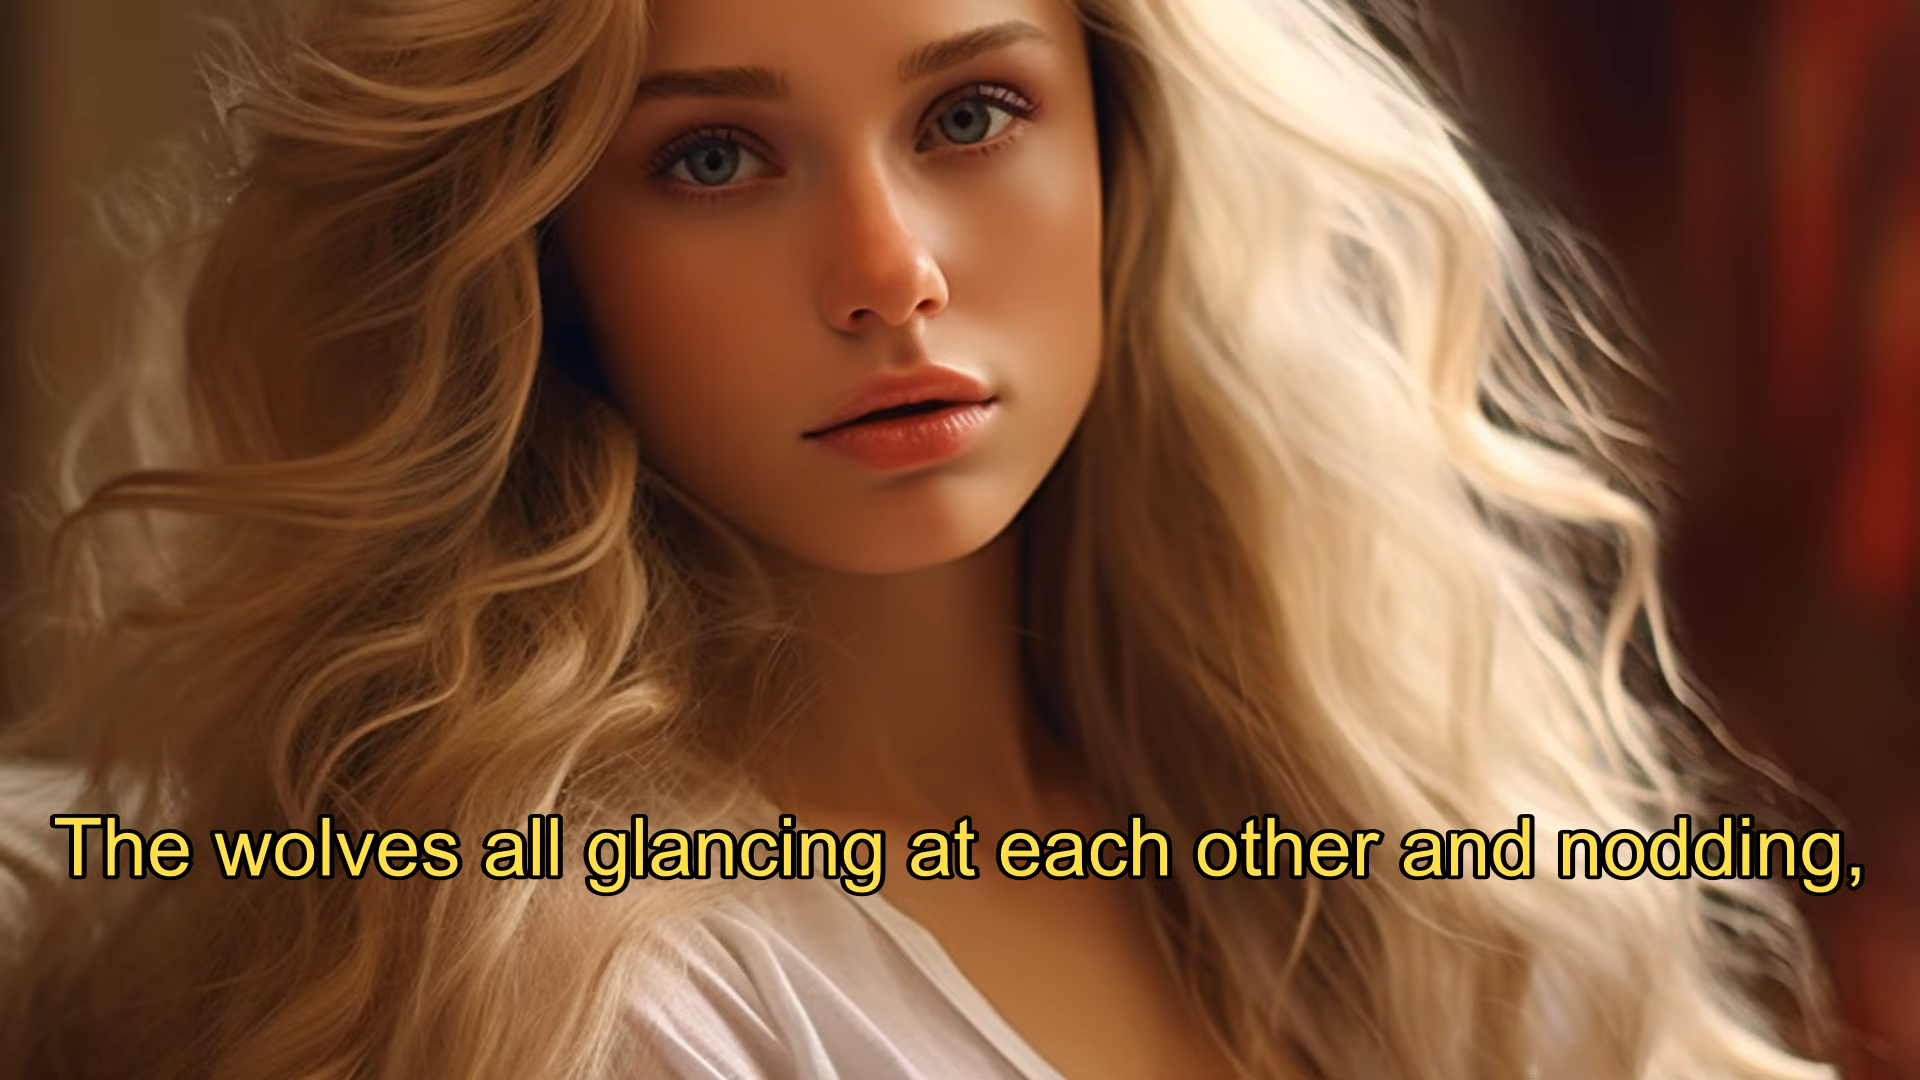 The wolves all glancing at each other and nodding,